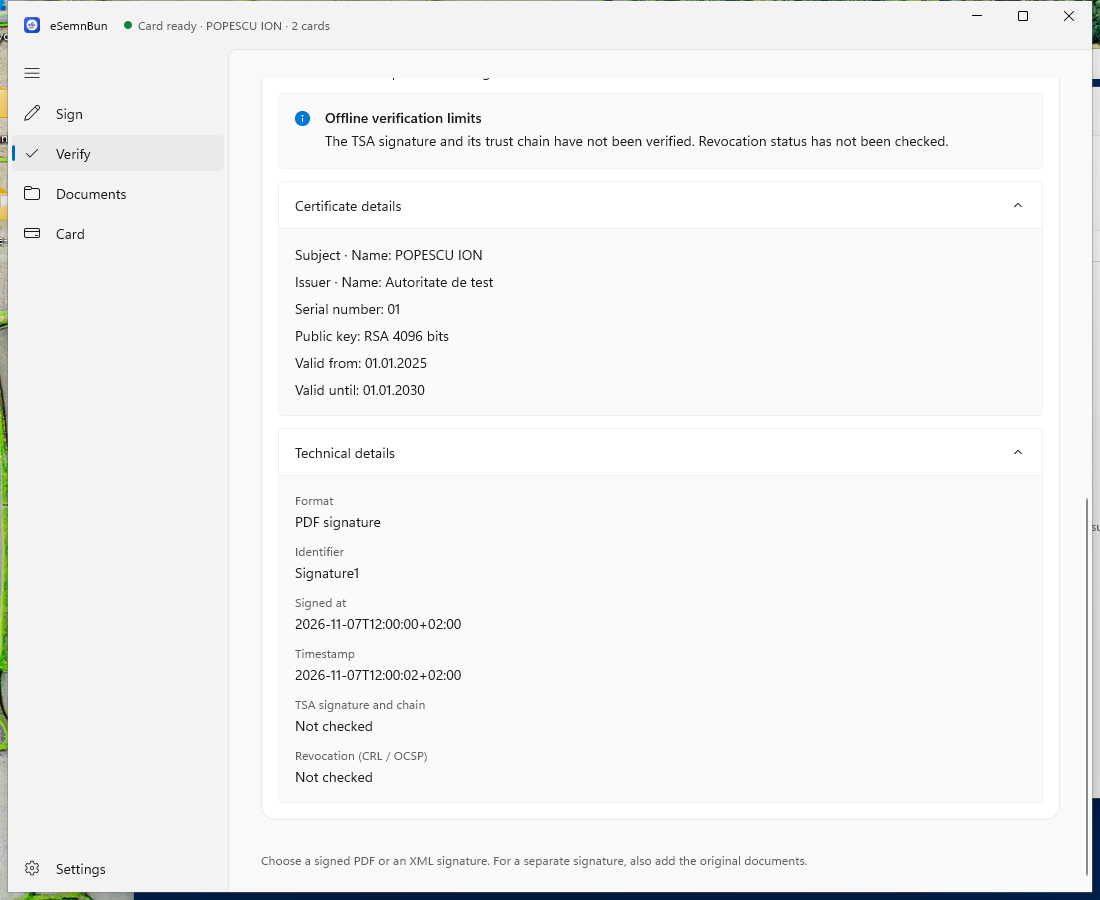 eSemnBun
Card ready · POPESCU ION · 2 cards
Sign
Verify
Documents
Card
Settings
Offline verification limits
The TSA signature and its trust chain have not been verified. Revocation status has not been checked.
Certificate details
Subject · Name: POPESCU ION
Issuer · Name: Autoritate de test
Serial number: 01
Public key: RSA 4096 bits
Valid from: 01.01.2025
Valid until: 01.01.2030
Technical details
Format
PDF signature
Identifier
Signature1
Signed at
2026-11-07T12:00:00+02:00
Timestamp
2026-11-07T12:00:02+02:00
TSA signature and chain
Not checked
Revocation (CRL / OCSP)
Not checked
Choose a signed PDF or an XML signature. For a separate signature, also add the original documents.